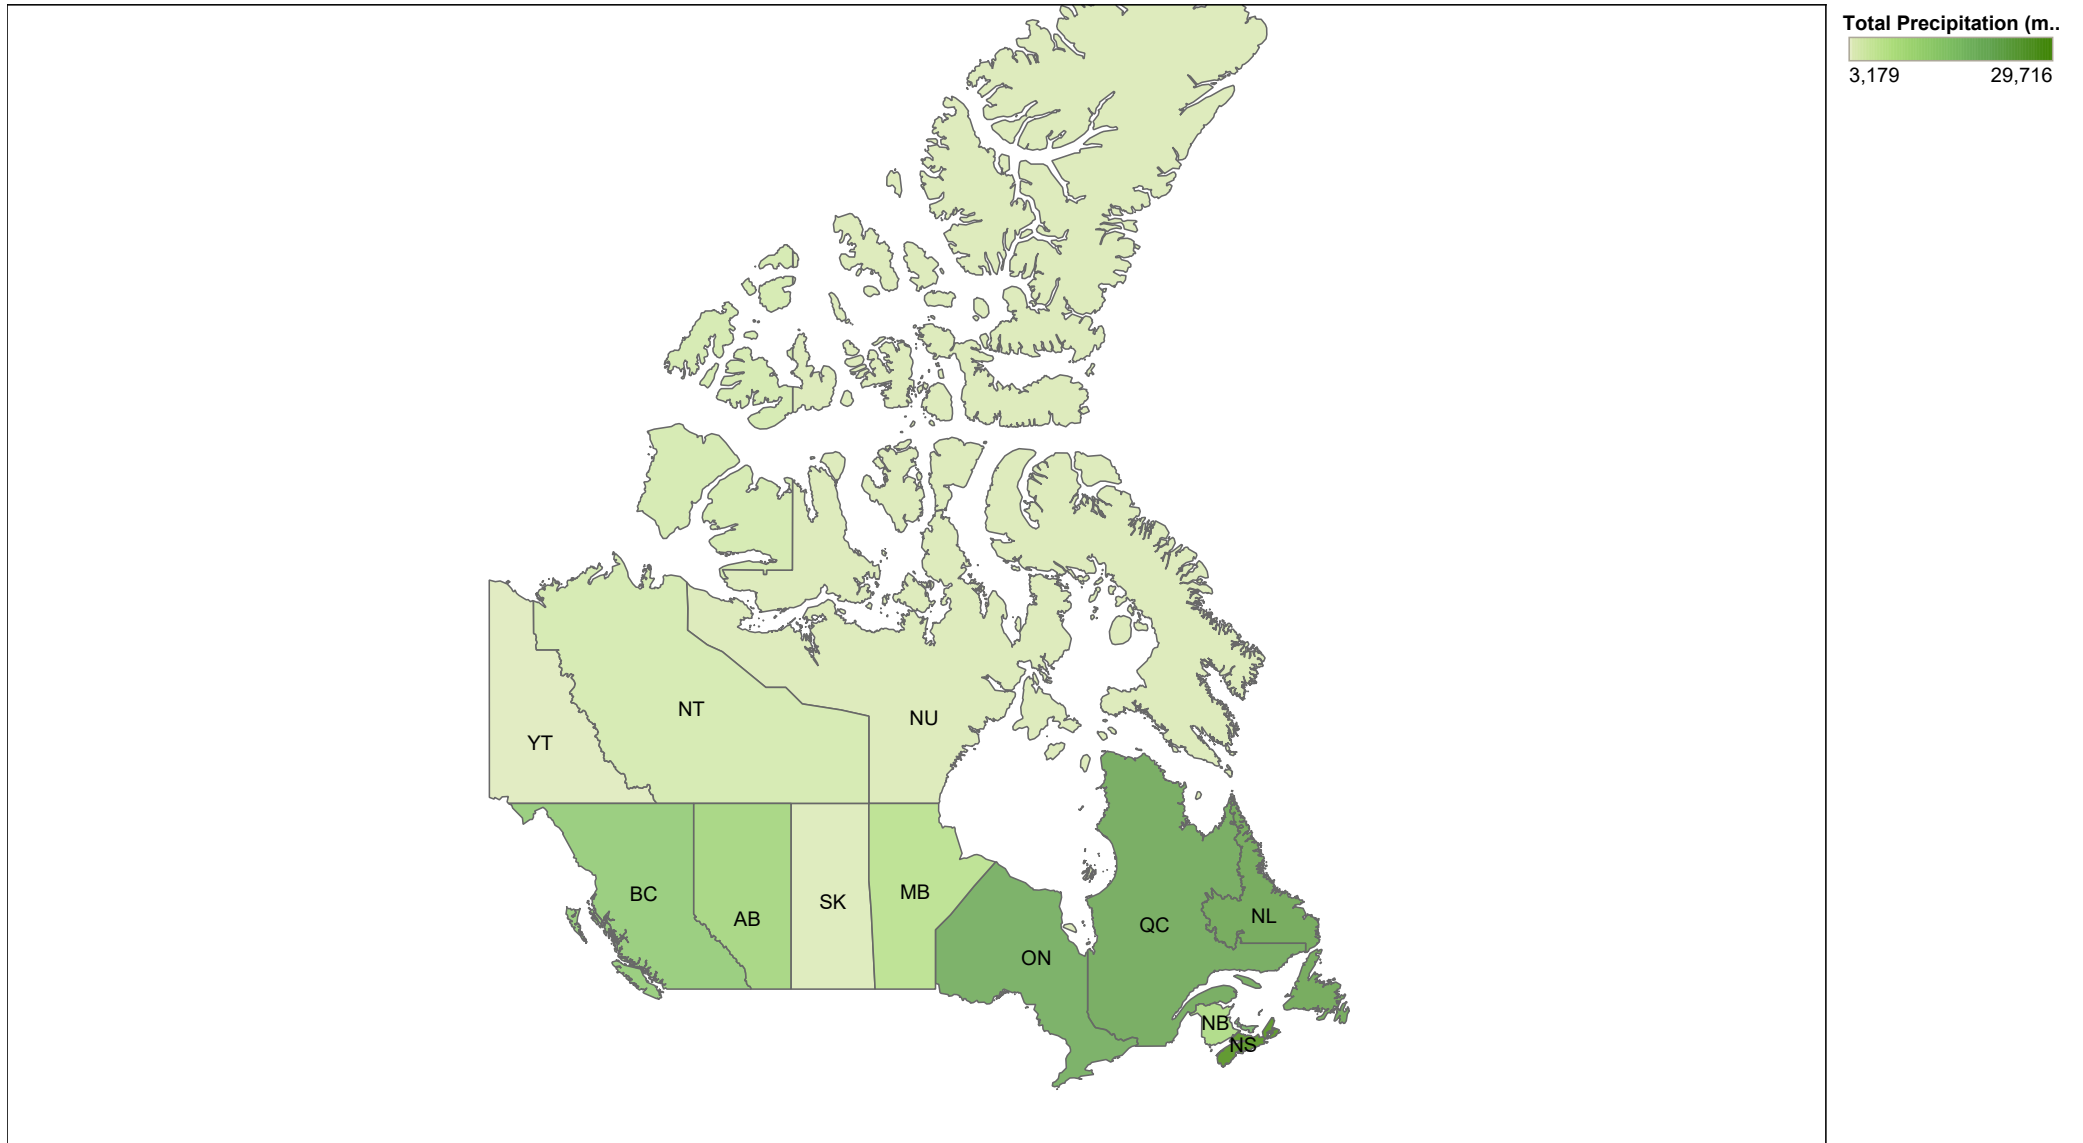 Total Precipitation (m..
3,179 29,716
NT
NU
YT
BC
MB
SK
AB
NL
QC
ON
NB
NS